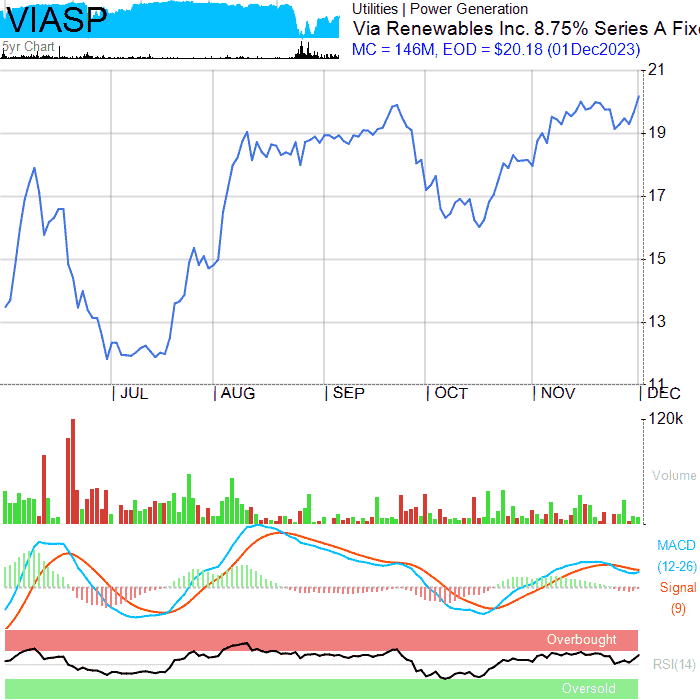 VIASP
5yr Chart
Utilities | Power Generation
Via Renewables Inc. 8.75% Series A Fixe
MC = 146M, EOD = $20.18 (01Dec2023)
21
19
17
15
13
11
JUL
AUG
SEP
OCT
NOV
DEC
120k
Volume
MACD
(12-26)
Signal
(9)
Overbought
RSI(14)
Oversold